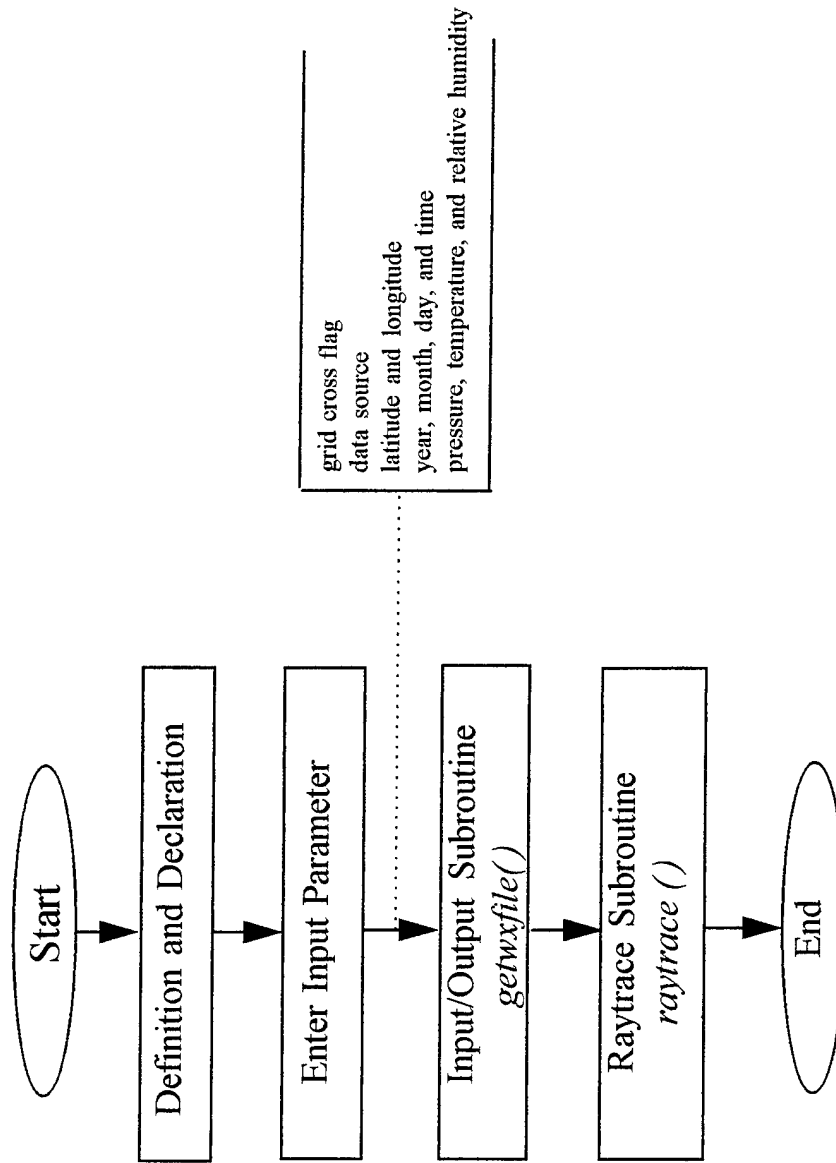 Start
Definition and Declaration
Enter Input Parameter
grid cross flag
data source
latitude and longitude
year, month, day, and time
pressure, temperature, and relative humidity
Input/Output Subroutine
getwxfile()
Raytrace Subroutine
raytrace ()
End